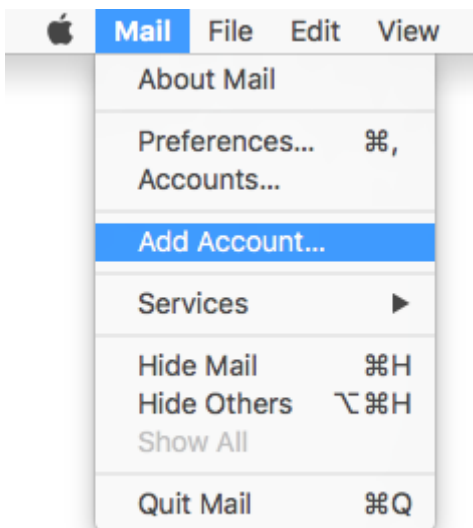 Mail File Edit View
About Mail
Preferences... ⌘,
Accounts...
Add Account...
Services ▶
Hide Mail ⌘H
Hide Others ⌥⌘H
Show All
Quit Mail ⌘Q